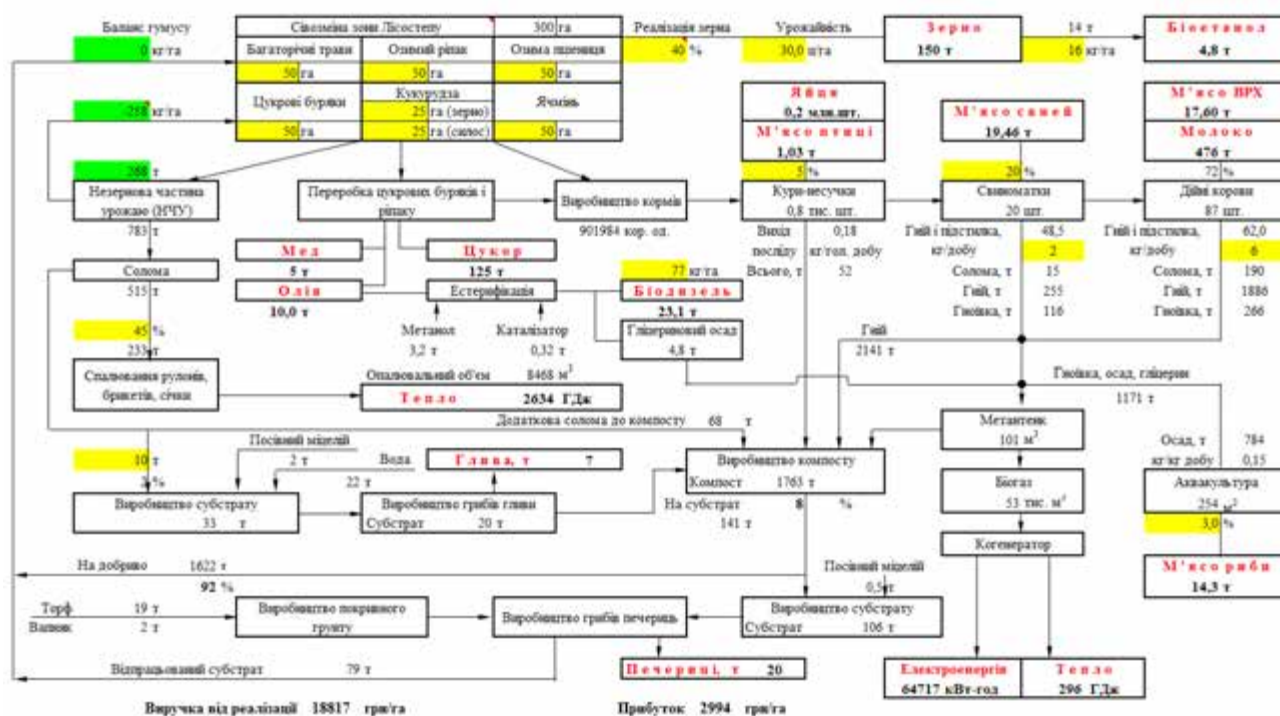 Баланс гумусу
Сівозміна зони Лісостепу 300 га
Реалізація зерна
Урожайність
Зерно
14 т
Біоетанол
0 кг/га
Багаторічні трави
Озимий ріпак
Озима пшениця
40 %
30,0 ц/га
150 т
16 кг/га
4,8 т
50 га
50 га
50 га
Цукрові буряки
Кукурудза
Ячмінь
Яйця
М'ясо ВРХ
-258 кг/га
25 га (зерно)
0,2 млн.шт.
М'ясо свиней
17,60 т
50 га
25 га (силос)
50 га
М'ясо птиці
19,46 т
Молоко
1,03 т
476 т
268 т
5 %
20 %
72%
Незернова частина
урожаю (НЧУ)
Переробка цукрових буряків і
ріпаку
Виробництво кормів
Кури-несучки
0,8 тис. шт.
Свиноматки
20 шт.
Дійні корови
87 шт.
783 т
901984 кор. од.
Вихід 0,18
посліду кг/гол. добу
Всього, т 52
Гній і підстилка, 48,5
кг/добу 2
Солома, т 15
Гній, т 255
Гноївка, т 116
Гній і підстилка, 62,0
кг/добу 6
Солома, т 190
Гній, т 1886
Гноївка, т 266
Мед
Цукор
Солома
5 т
125 т
77 кг/га
515 т
Олія
Естерифікація
Біодизель
10,0 т
23,1 т
Метанол
Каталізатор
Гліцериновий осад
45 %
3,2 т
0,32 т
4,8 т
Гній
2141 т
233 т
Спалювання рулонів,
брикетів, січки
Опалювальний об'єм 8468 м³
Тепло 2634 ГДж
Гноївка, осад, гліцерин
1171 т
Додаткова солома до компосту 68 т
Метантенк
101 м³
Посівний міцелій
Осад, т 784
10 т
2 т
Вода
Глива, т 7
Виробництво компосту
Компост 1763 т
кг/кг добу 0,15
3 %
22 т
Виробництво субстрату
33 т
Виробництво грибів гливи
Субстрат 20 т
На субстрат 8 %
141 т
Біогаз
53 тис. м³
Аквакультура
254 м²
3,0 %
Когенератор
На добриво 1622 т
92 %
Посівний міцелій
0,5 т
М'ясо риби
14,3 т
Торф 19 т
2 т
Виробництво покривного
грунту
Виробництво грибів печериць
Виробництво субстрату
Субстрат 106 т
Відпрацьований субстрат 79 т
Печериці, т 20
Електроенергія
64717 кВт-год
Тепло
296 ГДж
Виручка від реалізації 18817 грн/га
Прибуток 2994 грн/га